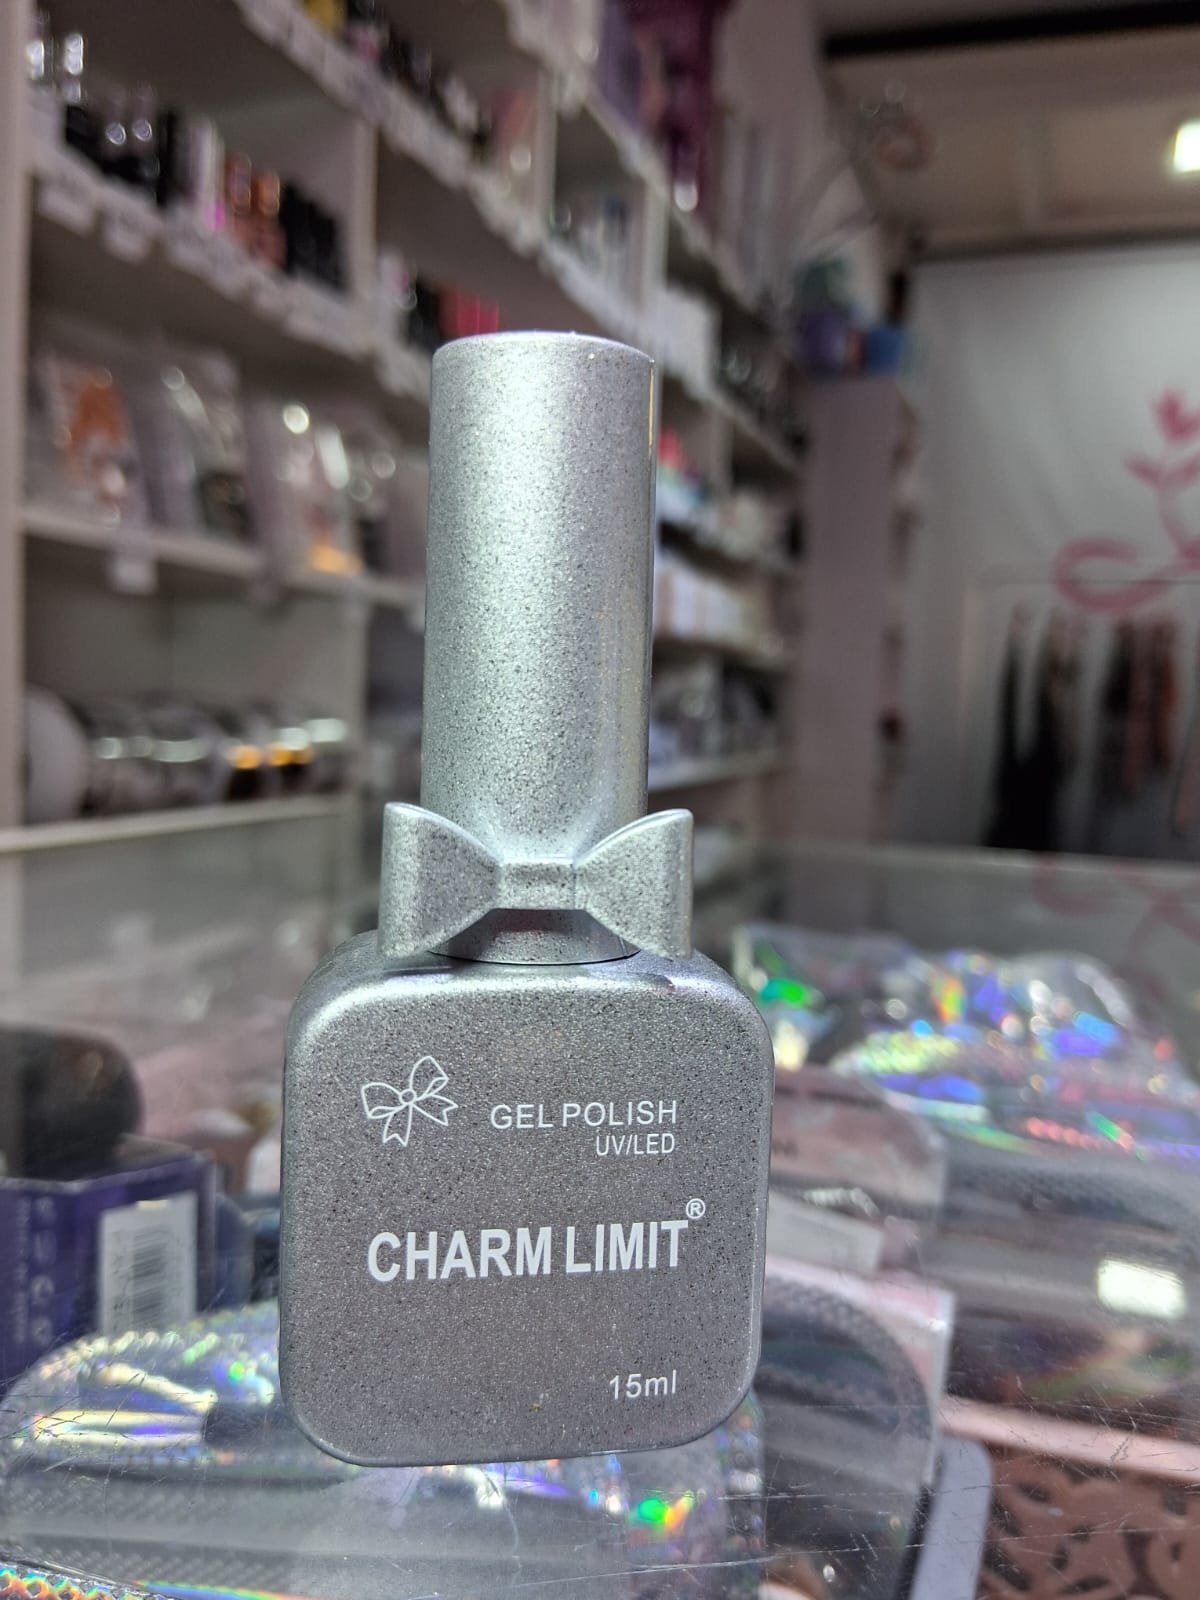 GEL POLISH
UV/LED
CHARM LIMIT®
15ml